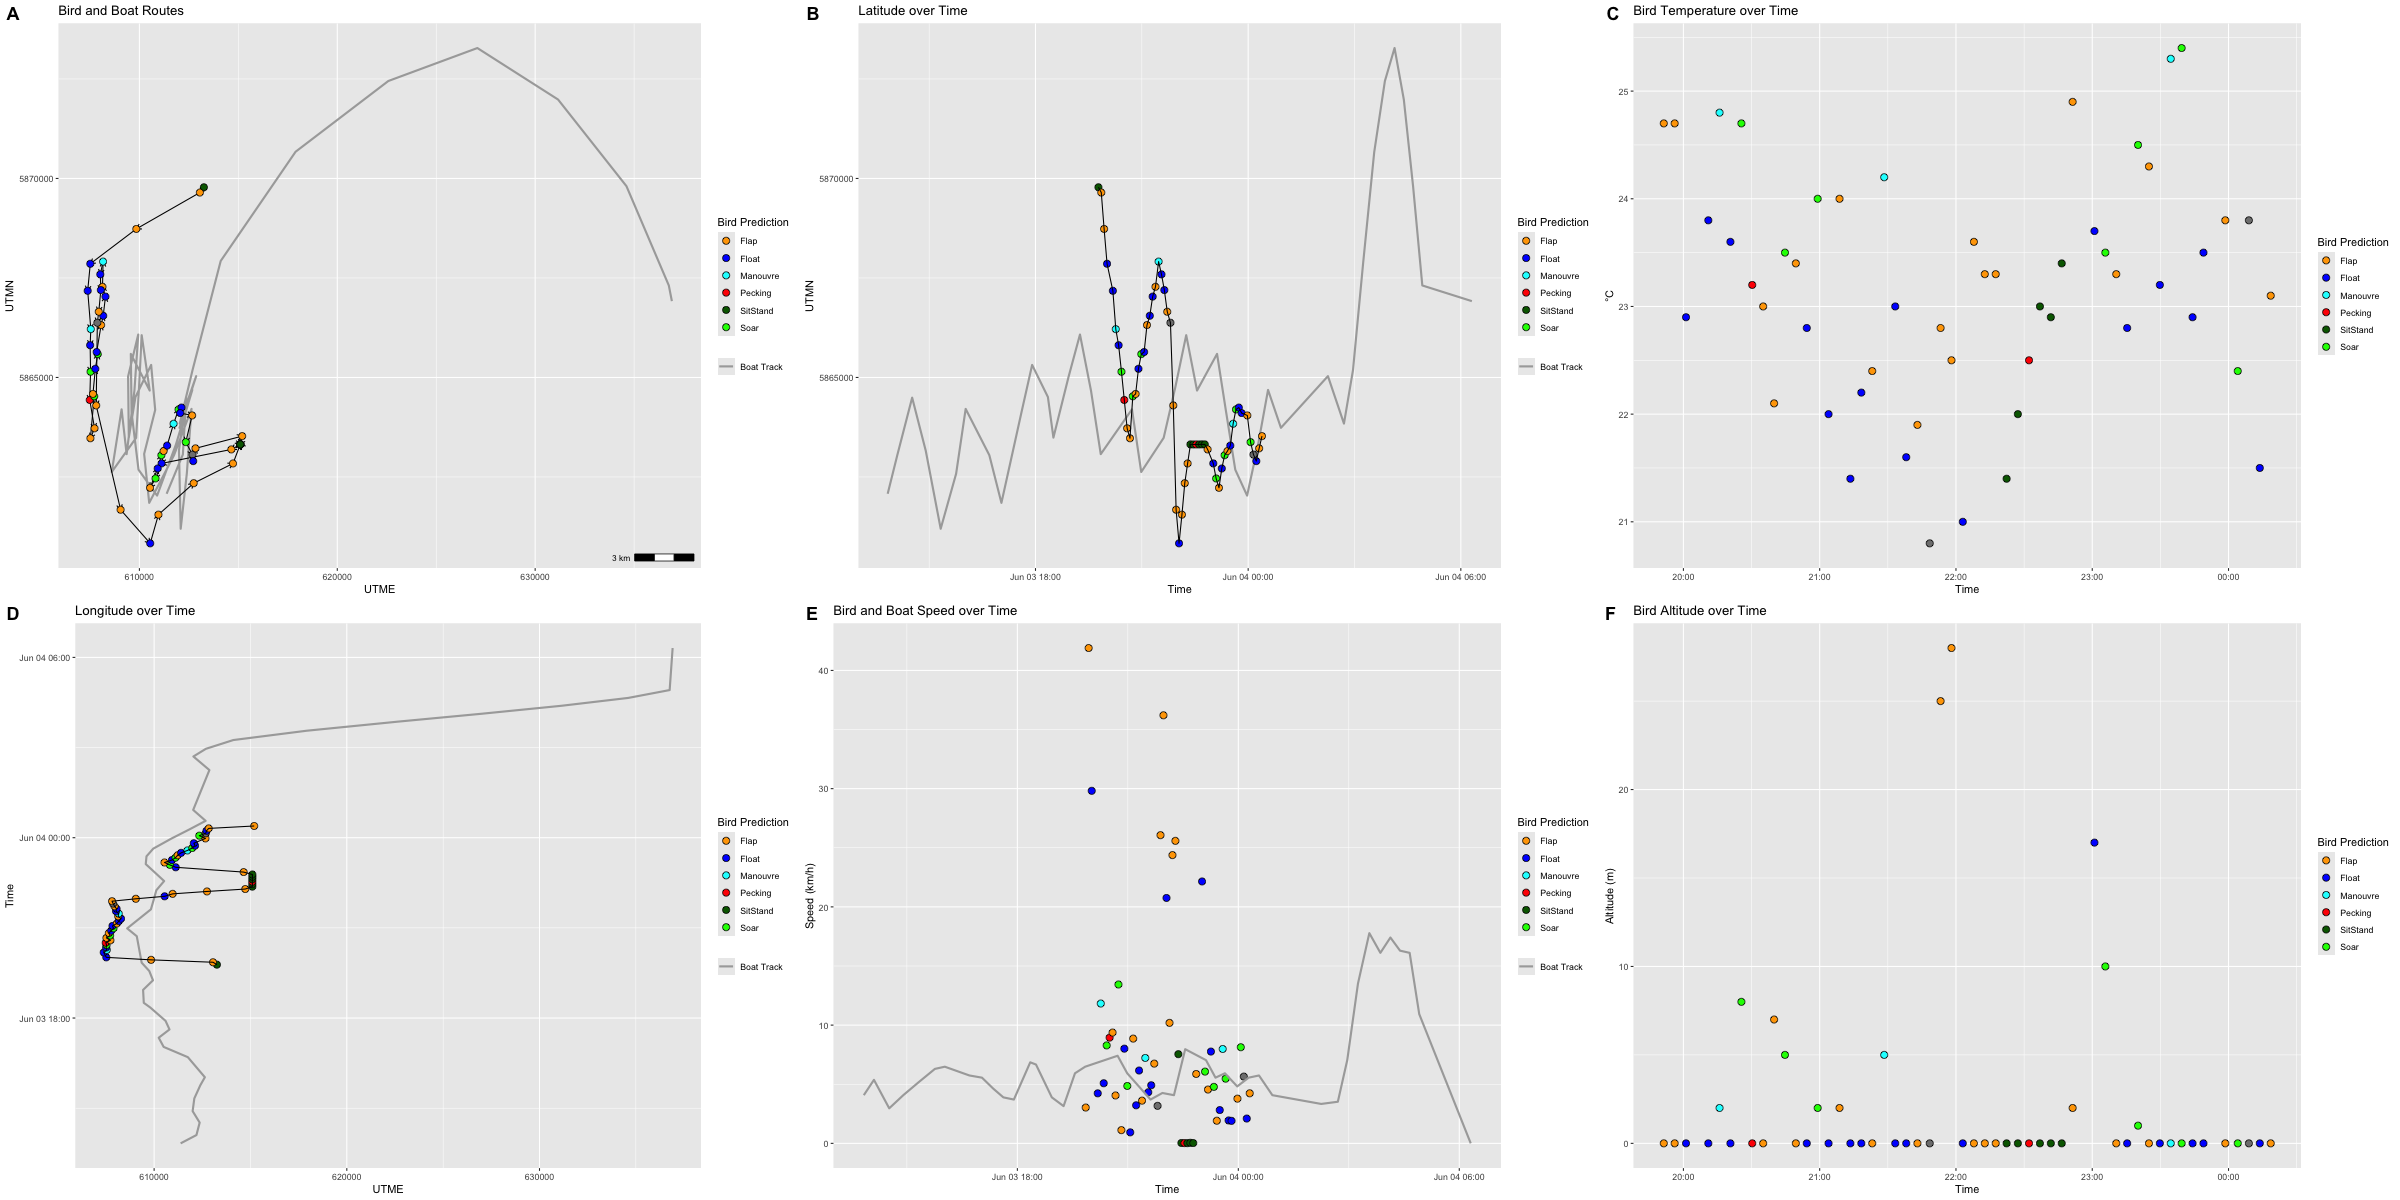 A
Bird and Boat Routes
UTMN
5870000
5865000
610000
620000
630000
UTME
3 km
Bird Prediction
Flap
Float
Manouvre
Pecking
SitStand
Soar
Boat Track
B
Latitude over Time
UTMN
5870000
5865000
Jun 03 18:00
Jun 04 00:00
Jun 04 06:00
Time
Bird Prediction
Flap
Float
Manouvre
Pecking
SitStand
Soar
Boat Track
C
Bird Temperature over Time
°C
25
24
23
22
21
20:00
21:00
22:00
23:00
00:00
Time
Bird Prediction
Flap
Float
Manouvre
Pecking
SitStand
Soar
D
Longitude over Time
Time
Jun 04 06:00
Jun 04 00:00
Jun 03 18:00
610000
620000
630000
UTME
Bird Prediction
Flap
Float
Manouvre
Pecking
SitStand
Soar
Boat Track
E
Bird and Boat Speed over Time
Speed (km/h)
40
30
20
10
0
Jun 03 18:00
Jun 04 00:00
Jun 04 06:00
Time
Bird Prediction
Flap
Float
Manouvre
Pecking
SitStand
Soar
Boat Track
F
Bird Altitude over Time
Altitude (m)
20
10
0
20:00
21:00
22:00
23:00
00:00
Time
Bird Prediction
Flap
Float
Manouvre
Pecking
SitStand
Soar